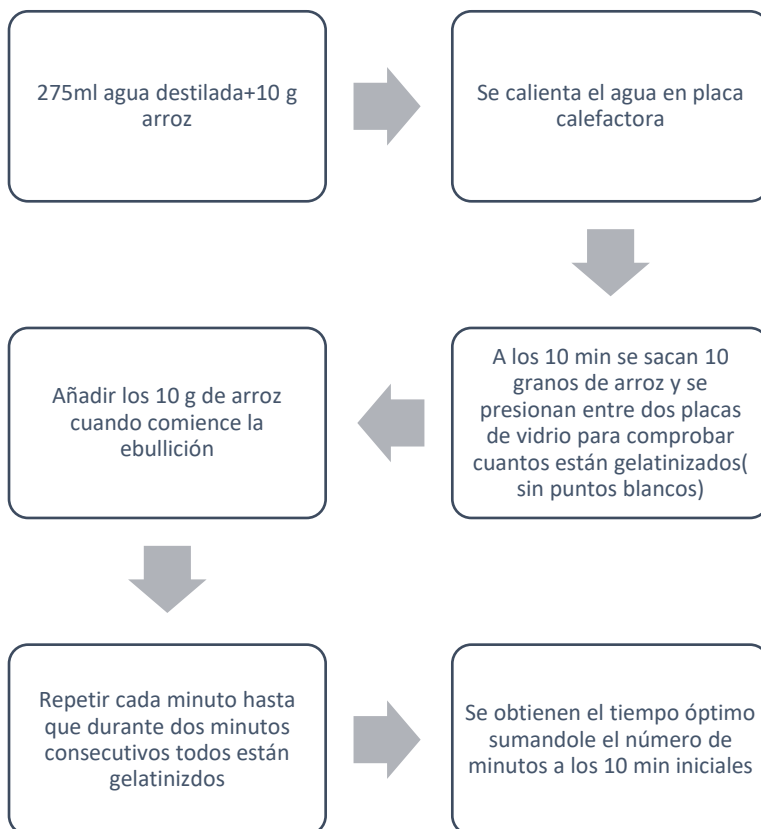 275ml agua destilada+10 g
arroz
Se calienta el agua en placa
calefactora
A los 10 min se sacan 10
granos de arroz y se
presionan entre dos placas
de vidrio para comprobar
cuantos están gelatinizados(
sin puntos blancos)
Añadir los 10 g de arroz
cuando comience la
ebullición
Repetir cada minuto hasta
que durante dos minutos
consecutivos todos están
gelatinizdos
Se obtienen el tiempo óptimo
sumandole el número de
minutos a los 10 min iniciales